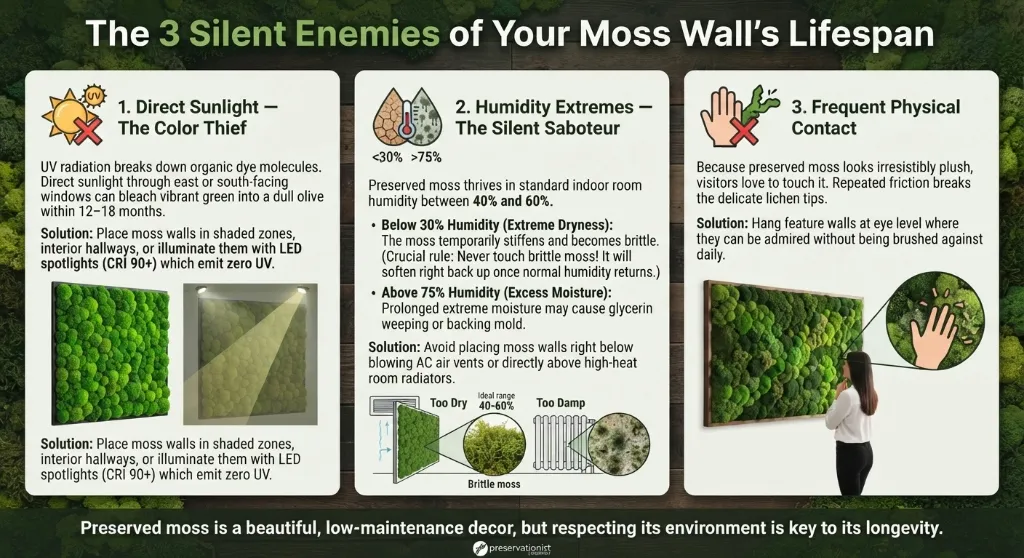 The 3 Silent Enemies of Your Moss Wall's Lifespan
UV
1. Direct Sunlight —
The Color Thief
UV radiation breaks down organic dye molecules.
Direct sunlight through east or south-facing
windows can bleach vibrant green into a dull olive
within 12–18 months.
Solution: Place moss walls in shaded zones,
interior hallways, or illuminate them with LED
spotlights (CRI 90+) which emit zero UV.
Solution: Place moss walls in shaded zones,
interior hallways, or illuminate them with LED
spotlights (CRI 90+) which emit zero UV.
<30% >75%
2. Humidity Extremes —
The Silent Saboteur
Preserved moss thrives in standard indoor room
humidity between 40% and 60%.
• Below 30% Humidity (Extreme Dryness):
The moss temporarily stiffens and becomes brittle.
(Crucial rule: Never touch brittle moss! It will
soften right back up once normal humidity returns.)
• Above 75% Humidity (Excess Moisture):
Prolonged extreme moisture may cause glycerin
weeping or backing mold.
Solution: Avoid placing moss walls right below
blowing AC air vents or directly above high-heat
room radiators.
Too Dry
Ideal range
40-60%
Too Damp
Brittle moss
3. Frequent Physical
Contact
Because preserved moss looks irresistibly plush,
visitors love to touch it. Repeated friction breaks
the delicate lichen tips.
Solution: Hang feature walls at eye level where
they can be admired without being brushed against
daily.
Preserved moss is a beautiful, low-maintenance decor, but respecting its environment is key to its longevity.
preservationist